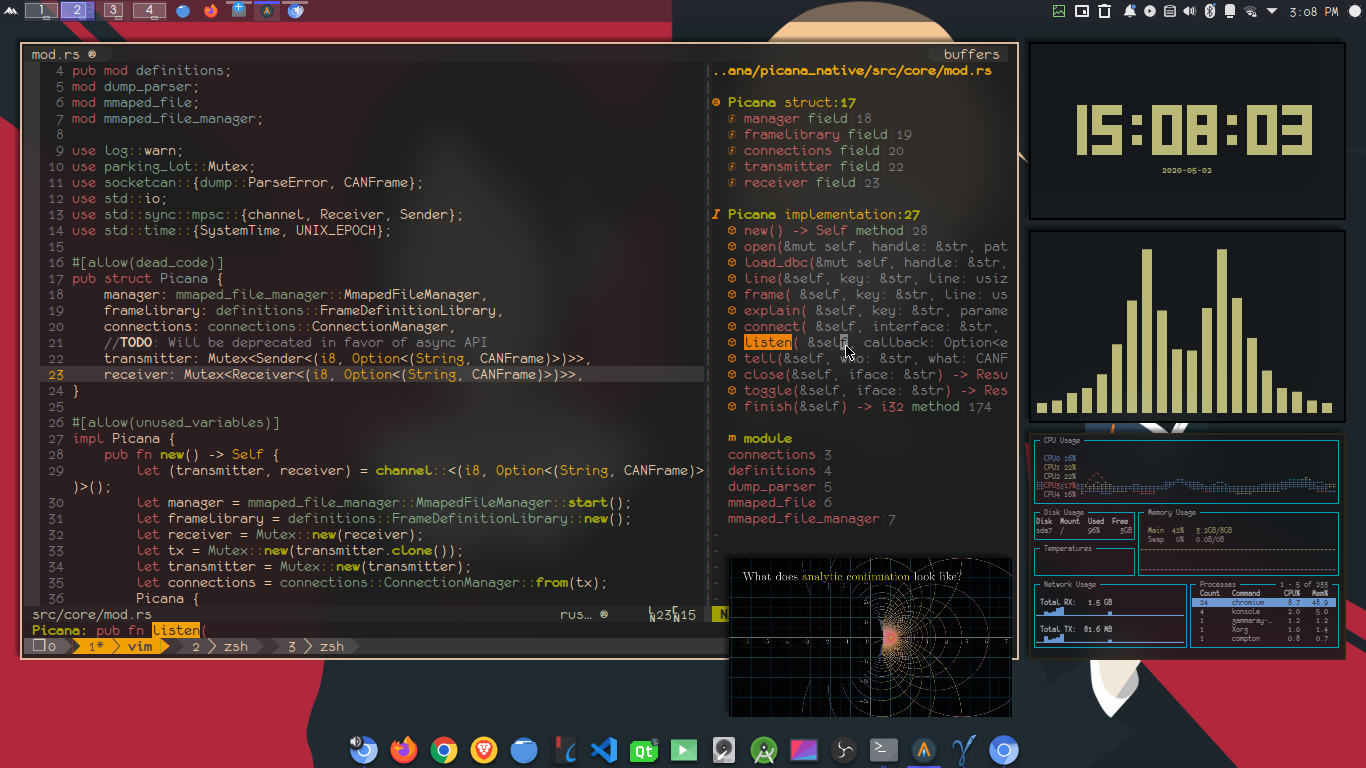 1 2 3 4
3:08 PM
mod.rs ®
buffers
4 pub mod definitions;
5 mod dump_parser;
6 mod mmaped_file;
7 mod mmaped_file_manager;
8
9 use log::warn;
10 use parking_lot::Mutex;
11 use socketcan::{dump::ParseError, CANFrame};
12 use std::io;
13 use std::sync::mpsc::{channel, Receiver, Sender};
14 use std::time::{SystemTime, UNIX_EPOCH};
15
16 #[allow(dead_code)]
17 pub struct Picana {
18 manager: mmaped_file_manager::MmapedFileManager,
19 framelibrary: definitions::FrameDefinitionLibrary,
20 connections: connections::ConnectionManager,
21 //TODO: Will be deprecated in favor of async API
22 transmitter: Mutex<Sender<(i8, Option<(String, CANFrame)>)>>,
23 receiver: Mutex<Receiver<(i8, Option<(String, CANFrame)>)>>,
24 }
25
26 #[allow(unused_variables)]
27 impl Picana {
28 pub fn new() -> Self {
29 let (transmitter, receiver) = channel::<(i8, Option<(String, CANFrame)>
)>();
30 let manager = mmaped_file_manager::MmapedFileManager::start();
31 let framelibrary = definitions::FrameDefinitionLibrary::new();
32 let receiver = Mutex::new(receiver);
33 let tx = Mutex::new(transmitter.clone());
34 let transmitter = Mutex::new(transmitter);
35 let connections = connections::ConnectionManager::from(tx);
36 Picana {
src/core/mod.rs rus… ®
Picana: pub fn listen(
0 1* vim 2 zsh 3 zsh
..ana/picana_native/src/core/mod.rs
Picana struct:17
manager field:18
framelibrary field:19
connections field:20
transmitter field:22
receiver field:23
Picana implementation:27
new() -> Self method:28
open(&mut self, handle: &str, pat
load_dbc(&mut self, handle: &str,
line(&self, key: &str, line: usiz
frame( &self, key: &str, line: us
explain( &self, key: &str, parame
connect( &self, interface: &str,
listen( &self, callback: Option<e
tell(&self, who: &str, what: CANF
close(&self, iface: &str) -> Resu
toggle(&self, iface: &str) -> Res
finish(&self) -> i32 method:174
m module
connections:3
definitions:4
dump_parser:5
mmaped_file:6
mmaped_file_manager:7
~
~
N
What does analytic continuation look like?
15:08:03
2020-05-02
CPU Usage
CPU0 16%
CPU1 22%
CPU2 22%
CPU3 17%
CPU4 16%
Disk Usage
Disk Mount Used Free
sda7 / 96% 3GB
Temperatures
Memory Usage
Main 42% 3.2GB/8GB
Swap 0% 0.0B/0B
Network Usage
Total RX: 1.5 GB
Total TX: 81.6 MB
Processes 1 - 5 of 233
Count Command CPU% Mem%
24 chromium 8.7 48.9
4 konsole 2.0 5.0
1 gammaray-… 1.2 1.2
1 Xorg 1.0 1.4
1 compton 0.8 0.7
Qt